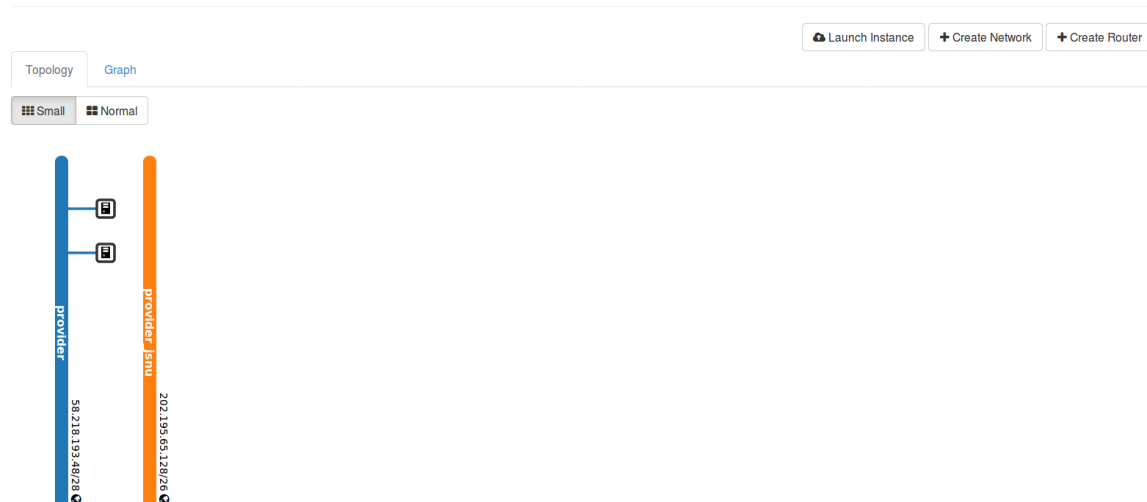 Launch Instance
Create Network
Create Router
Topology
Graph
Small
Normal
provider
58.218.193.48/28
provider_jsnu
202.195.65.128/26